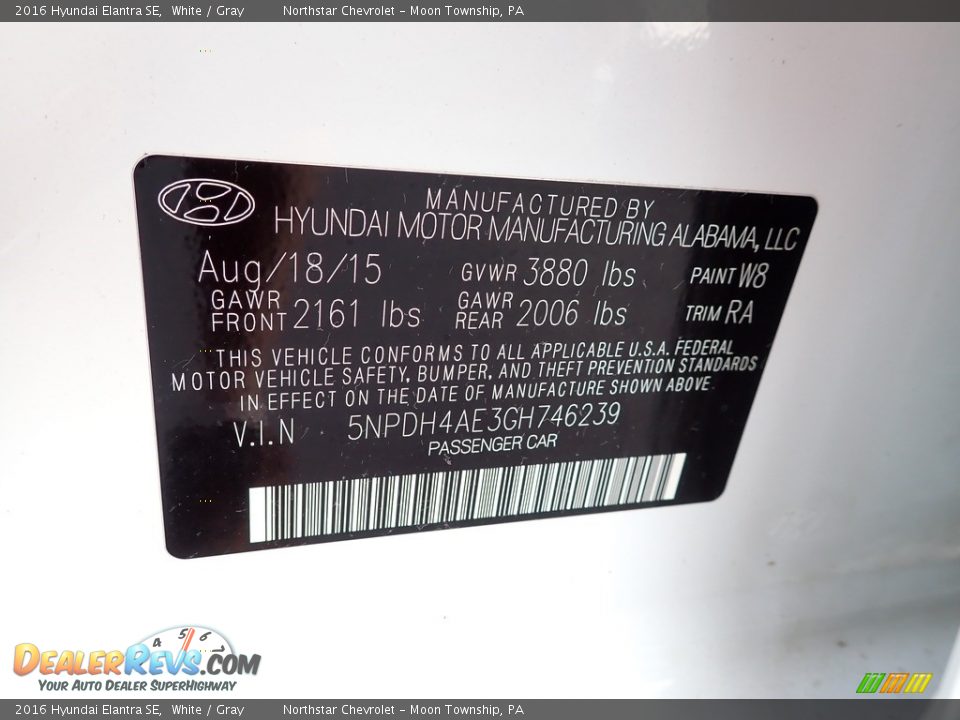 2016 Hyundai Elantra SE, White / Gray Northstar Chevrolet - Moon Township, PA
MANUFACTURED BY
HYUNDAI MOTOR MANUFACTURING ALABAMA, LLC
Aug/18/15 GVWR 3880 lbs PAINT W8
GAWR FRONT 2161 lbs GAWR REAR 2006 lbs TRIM RA
THIS VEHICLE CONFORMS TO ALL APPLICABLE U.S.A. FEDERAL
MOTOR VEHICLE SAFETY, BUMPER, AND THEFT PREVENTION STANDARDS
IN EFFECT ON THE DATE OF MANUFACTURE SHOWN ABOVE.
V.I.N 5NPDH4AE3GH746239
PASSENGER CAR
4 5 6 7
DEALERREVS.COM
YOUR AUTO DEALER SUPERHIGHWAY
2016 Hyundai Elantra SE, White / Gray Northstar Chevrolet - Moon Township, PA